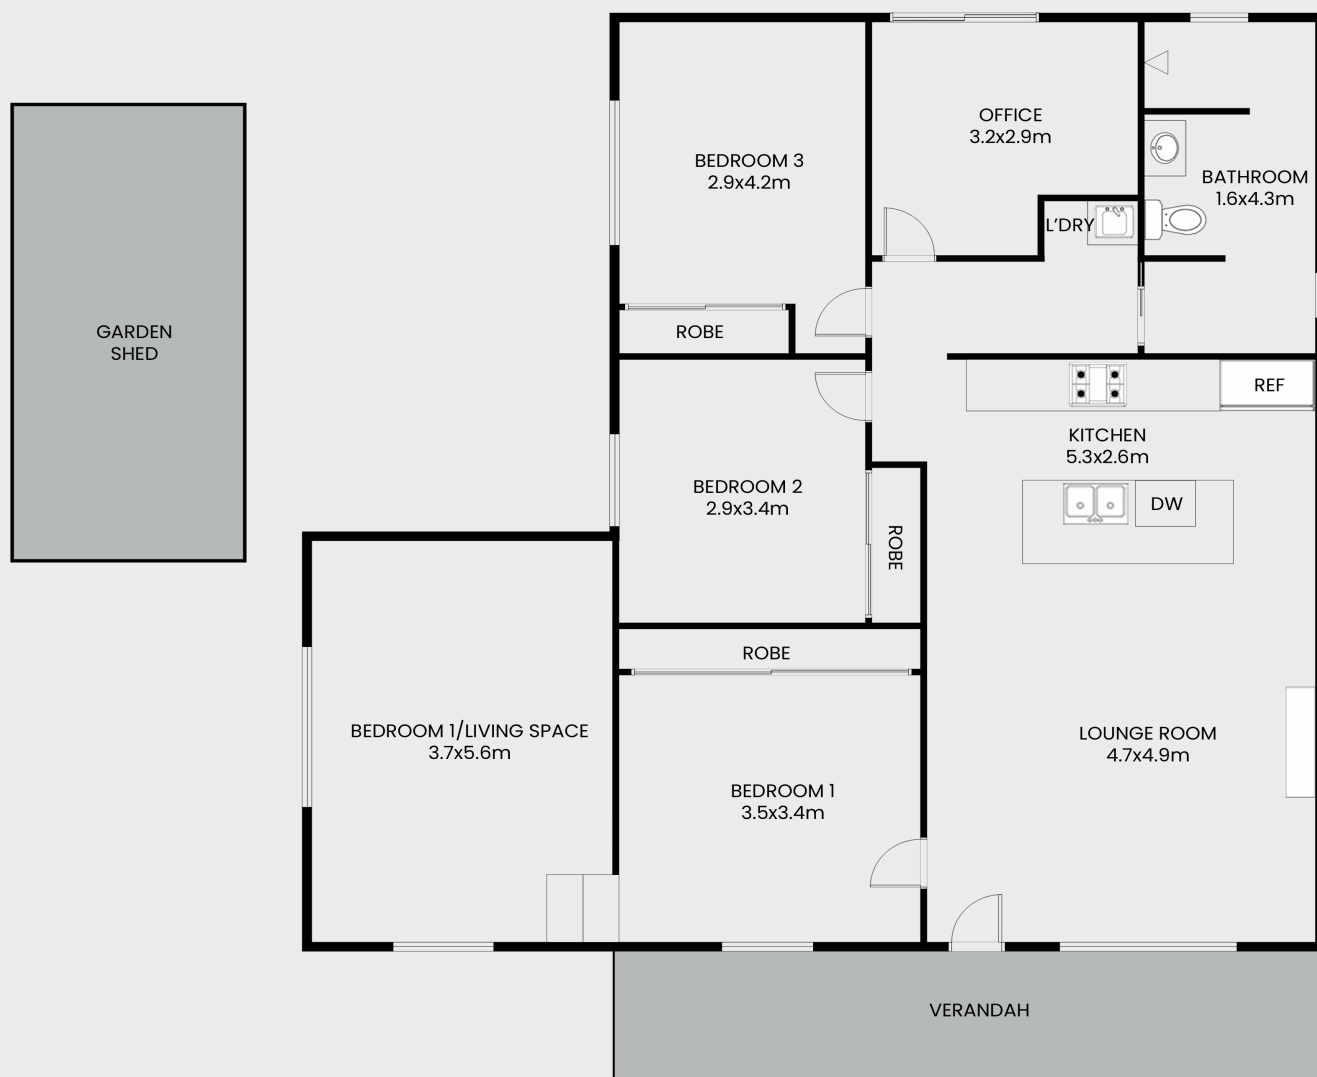 OFFICE
3.2x2.9m
BEDROOM 3
2.9x4.2m
BATHROOM
1.6x4.3m
L'DRY
GARDEN
SHED
ROBE
REF
KITCHEN
5.3x2.6m
BEDROOM 2
2.9x3.4m
DW
ROBE
ROBE
BEDROOM 1/LIVING SPACE
3.7x5.6m
LOUNGE ROOM
4.7x4.9m
BEDROOM 1
3.5x3.4m
VERANDAH